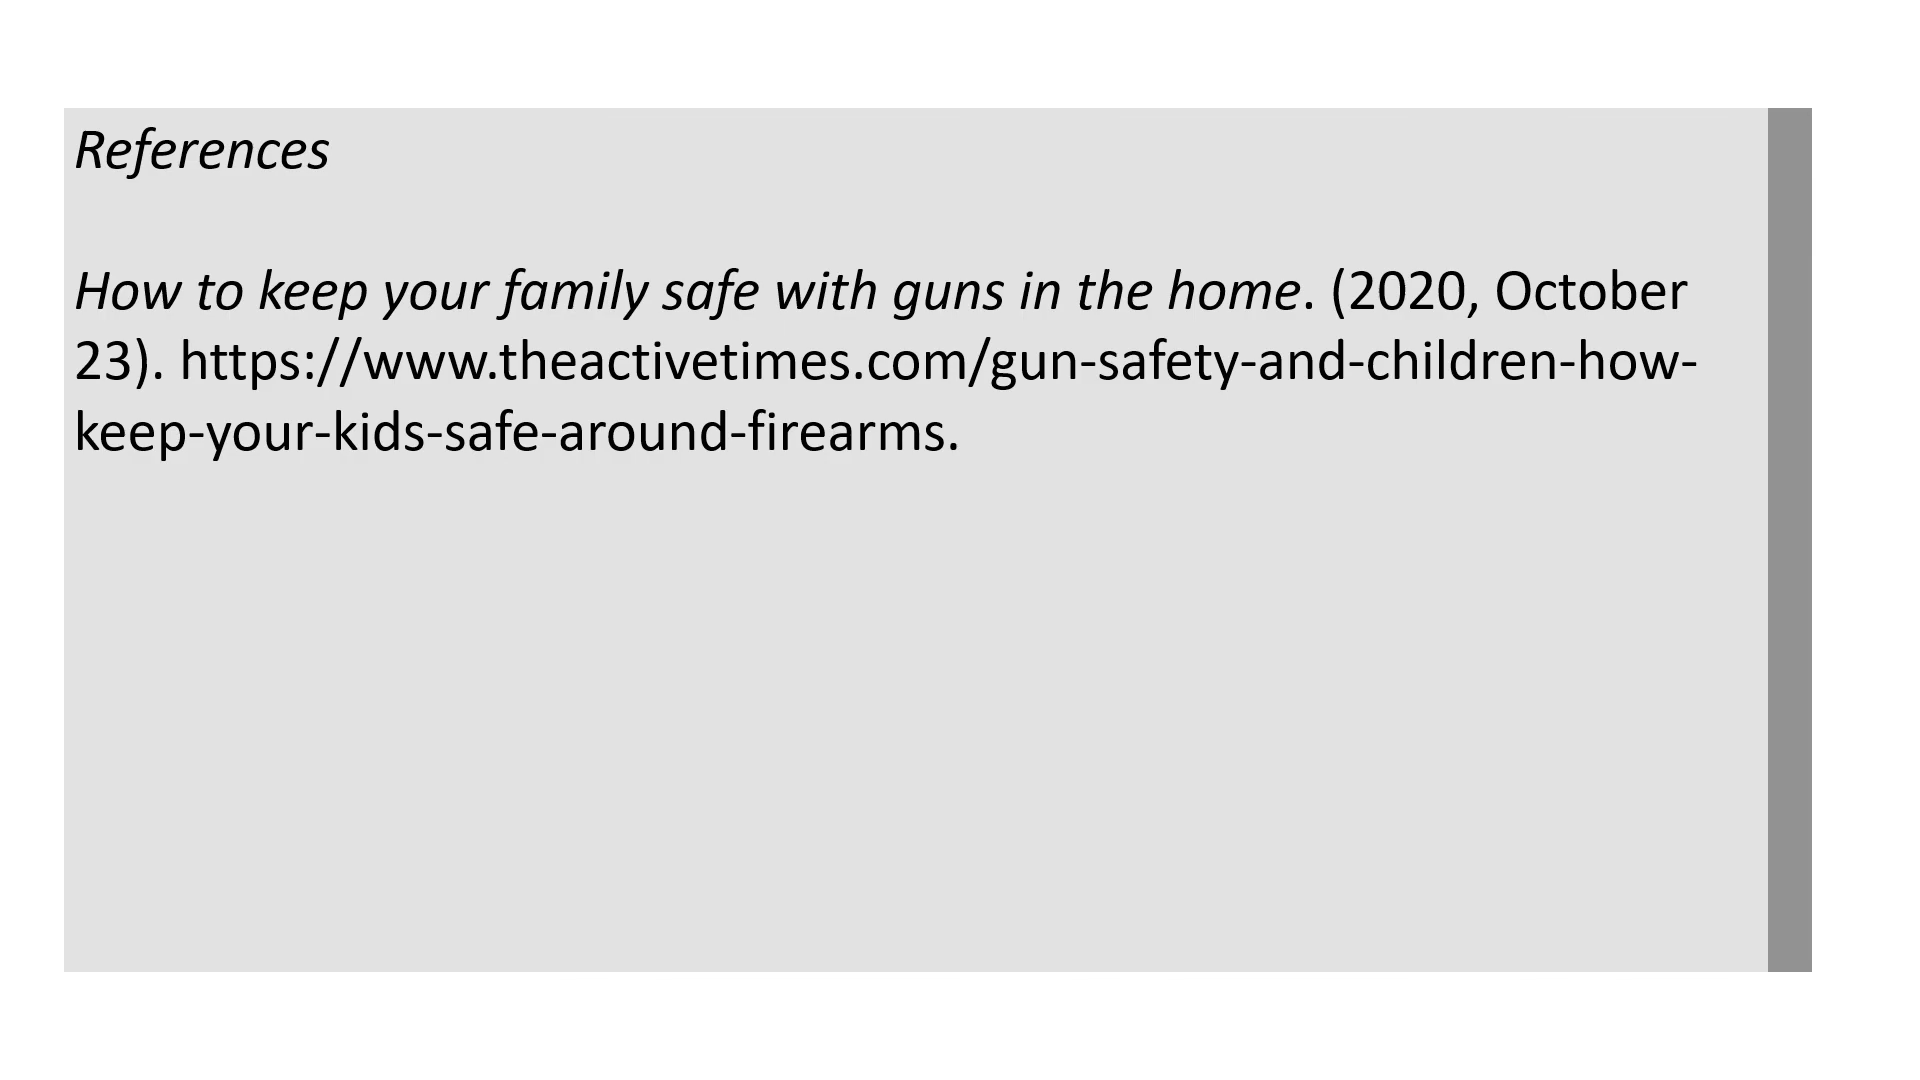 References
How to keep your family safe with guns in the home. (2020, October
23). https://www.theactivetimes.com/gun-safety-and-children-how-
keep-your-kids-safe-around-firearms.